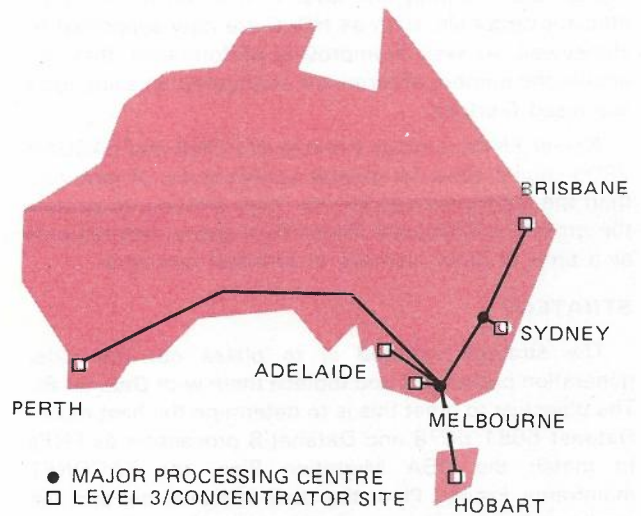 BRISBANE
SYDNEY
ADELAIDE
PERTH
MELBOURNE
● MAJOR PROCESSING CENTRE
□ LEVEL 3/CONCENTRATOR SITE
HOBART